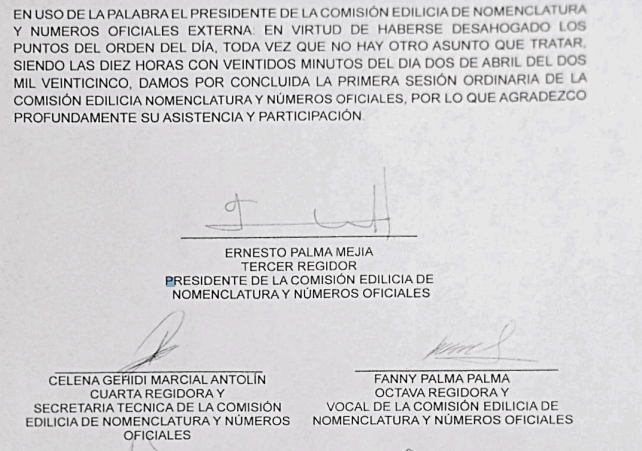 EN USO DE LA PALABRA EL PRESIDENTE DE LA COMISIÓN EDILICIA DE NOMENCLATURA
Y NUMEROS OFICIALES EXTERNA: EN VIRTUD DE HABERSE DESAHOGADO LOS
PUNTOS DEL ORDEN DEL DÍA, TODA VEZ QUE NO HAY OTRO ASUNTO QUE TRATAR,
SIENDO LAS DIEZ HORAS CON VEINTIDOS MINUTOS DEL DIA DOS DE ABRIL DEL DOS
MIL VEINTICINCO, DAMOS POR CONCLUIDA LA PRIMERA SESIÓN ORDINARIA DE LA
COMISIÓN EDILICIA NOMENCLATURA Y NÚMEROS OFICIALES, POR LO QUE AGRADEZCO
PROFUNDAMENTE SU ASISTENCIA Y PARTICIPACIÓN.
ERNESTO PALMA MEJIA
TERCER REGIDOR
PRESIDENTE DE LA COMISIÓN EDILICIA DE
NOMENCLATURA Y NÚMEROS OFICIALES
CELENA GEHIDI MARCIAL ANTOLÍN
CUARTA REGIDORA Y
SECRETARIA TECNICA DE LA COMISIÓN
EDILICIA DE NOMENCLATURA Y NÚMEROS
OFICIALES
FANNY PALMA PALMA
OCTAVA REGIDORA Y
VOCAL DE LA COMISIÓN EDILICIA DE
NOMENCLATURA Y NÚMEROS OFICIALES